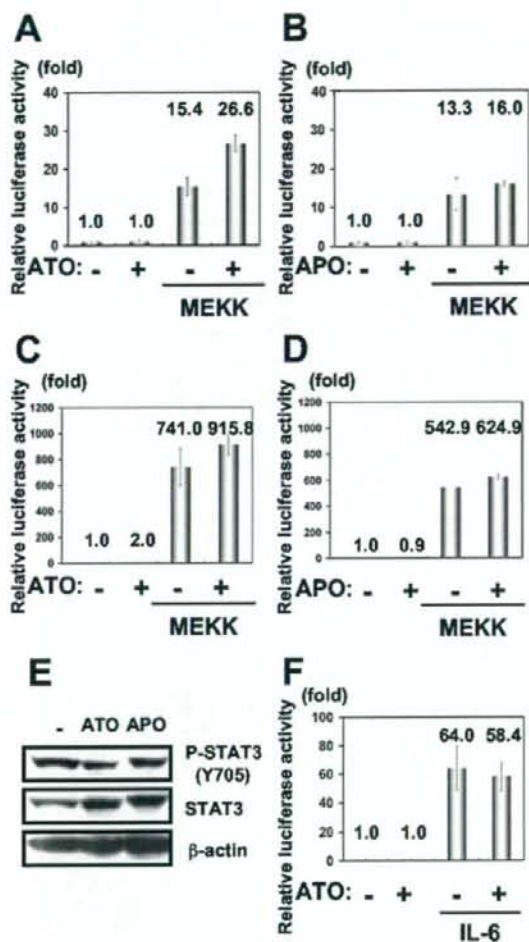 A
(fold)
Relative luciferase activity
40
30
20
10
0
1.0 1.0 15.4 26.6
ATO: - + - +
MEKK
B
(fold)
Relative luciferase activity
40
30
20
10
0
1.0 1.0 13.3 16.0
APO: - + - +
MEKK
C
(fold)
Relative luciferase activity
1200
1000
800
600
400
200
0
1.0 2.0 741.0 915.8
ATO: - + - +
MEKK
D
(fold)
Relative luciferase activity
1200
1000
800
600
400
200
0
1.0 0.9 542.9 624.9
APO: - + - +
MEKK
E
- ATO APO
P-STAT3
(Y705)
STAT3
β-actin
F
(fold)
Relative luciferase activity
100
80
60
40
20
0
1.0 1.0 64.0 58.4
ATO: - + - +
IL-6